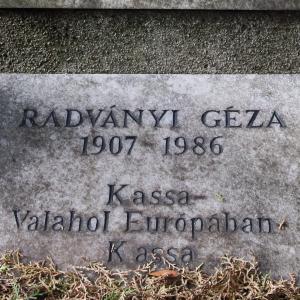 RADVÁNYI GÉZA
1907 1986
Kassa-
Valahol Európában-
Kassa